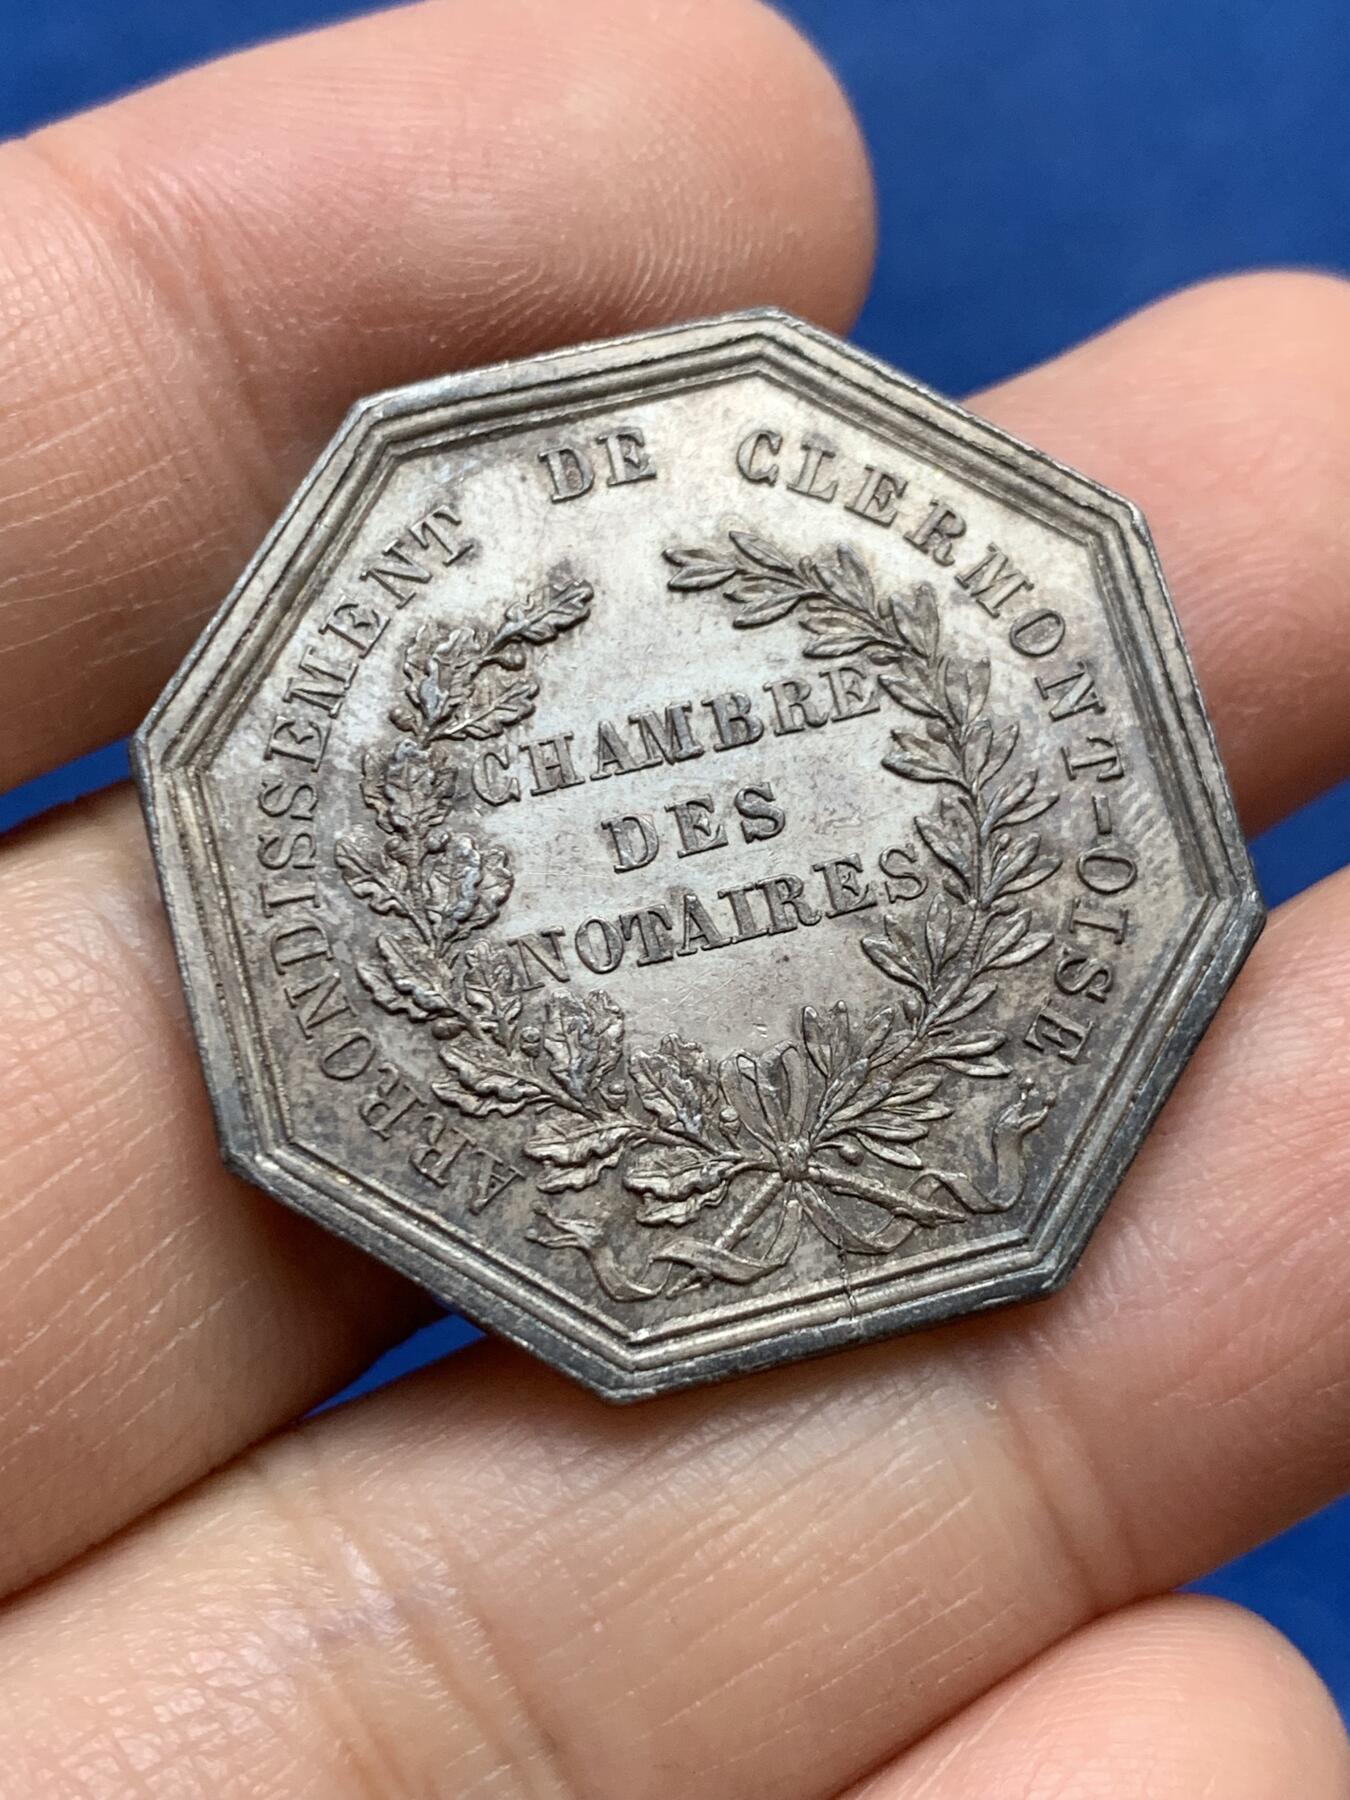 ARRONDISSEMENT DE CLERMONT-OISE
CHAMBRE
DES
NOTAIRES